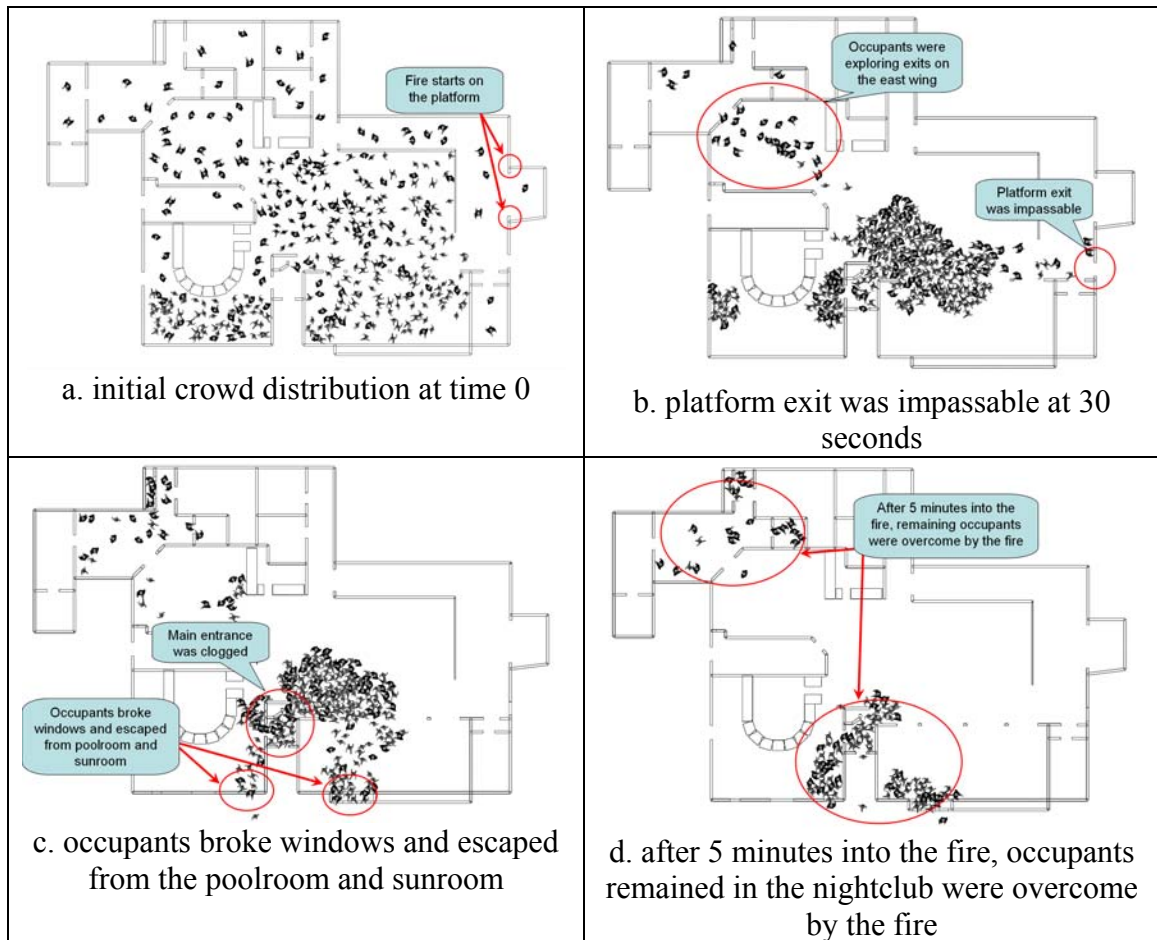 Fire starts on
the platform
a. initial crowd distribution at time 0
Occupants were
exploring exits on
the east wing
Platform exit
was impassable
b. platform exit was impassable at 30
seconds
Main entrance
was clogged
Occupants broke
windows and escaped
from poolroom and
sunroom
c. occupants broke windows and escaped
from the poolroom and sunroom
After 5 minutes into the
fire, remaining occupants
were overcome by the fire
d. after 5 minutes into the fire, occupants
remained in the nightclub were overcome
by the fire